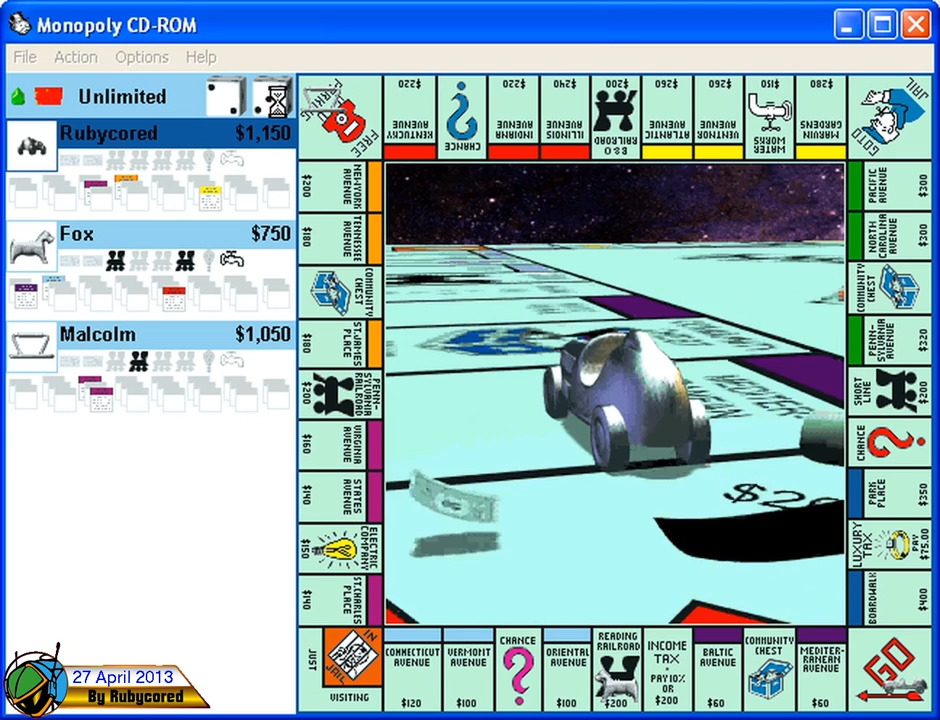 Monopoly CD-ROM
File Action Options Help
Unlimited
Rubycored $1,150
Fox $750
Malcolm $1,050
FREE PARKING
KENTUCKY AVENUE $220
CHANCE
INDIANA AVENUE $220
ILLINOIS AVENUE $240
B&O RAILROAD $200
ATLANTIC AVENUE $260
VENTNOR AVENUE $260
WATER WORKS $150
MARVIN GARDENS $280
GO TO JAIL
NEW YORK AVENUE $200
TENNESSEE AVENUE $180
COMMUNITY CHEST
ST. JAMES PLACE $180
PENN-SYLVANIA RAILROAD $200
VIRGINIA AVENUE $160
STATES AVENUE $140
ELECTRIC COMPANY $150
ST. CHARLES PLACE $140
PACIFIC AVENUE $300
NORTH CAROLINA AVENUE $300
COMMUNITY CHEST
PENN-SYLVANIA AVENUE $320
SHORT LINE $200
CHANCE
PARK PLACE $350
LUXURY TAX PAY $75.00
BOARDWALK $400
JUST VISITING
IN JAIL
CONNECTICUT AVENUE $120
VERMONT AVENUE $100
CHANCE
ORIENTAL AVENUE $100
READING RAILROAD $200
INCOME TAX PAY 10% OR $200
BALTIC AVENUE $60
COMMUNITY CHEST
MEDITER-RANEAN AVENUE $60
GO
27 April 2013
By Rubycored